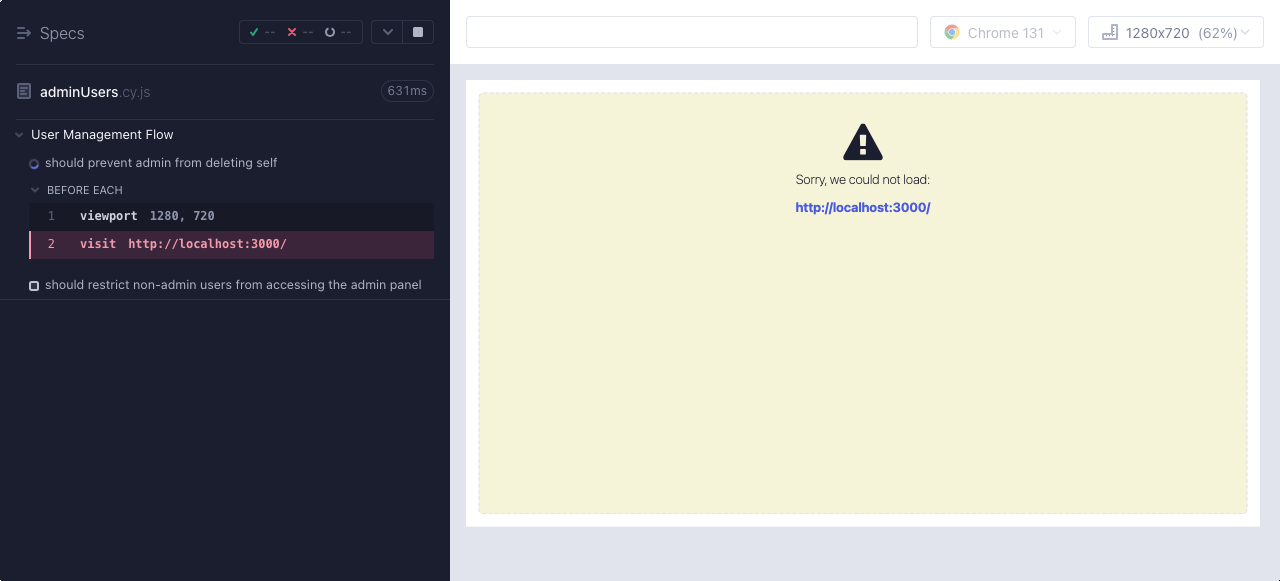 Specs
-- -- --
adminUsers.cy.js 631ms
User Management Flow
should prevent admin from deleting self
BEFORE EACH
1 viewport 1280, 720
2 visit http://localhost:3000/
should restrict non-admin users from accessing the admin panel
Chrome 131
1280x720 (62%)
Sorry, we could not load:
http://localhost:3000/